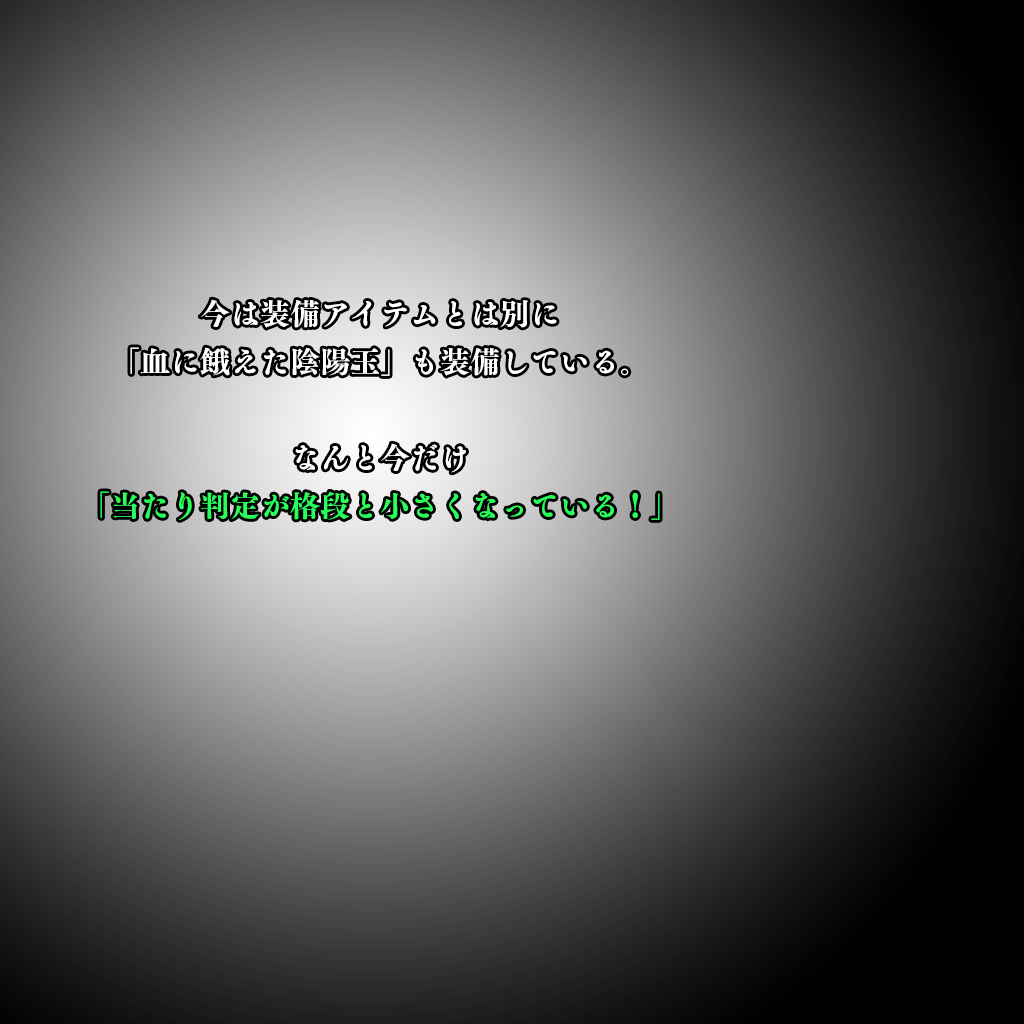 今は装備アイテムとは別に
「血に餓えた陰陽玉」も装備している。
なんと今だけ
「当たり判定が格段と小さくなっている！」